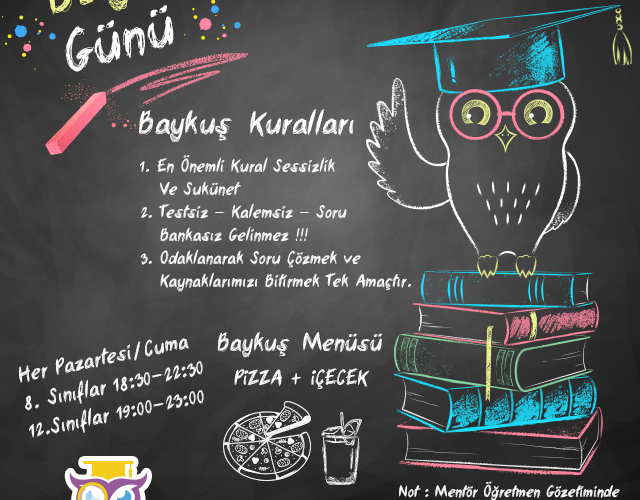 Günü
Baykuş Kuralları
1. En Önemli Kural Sessizlik
Ve Sukünet
2. Testsiz - Kalemsiz - Soru
Bankasız Gelinmez !!!
3. Odaklanarak Soru Çözmek ve
Kaynaklarımızı Bitirmek Tek Amaçtır.
Her Pazartesi/Cuma
8. Sınıflar 18:30-22:30
12.Sınıflar 19:00-23:00
Baykuş Menüsü
PİZZA + İÇECEK
Not : Mentör Öğretmen Gözetiminde